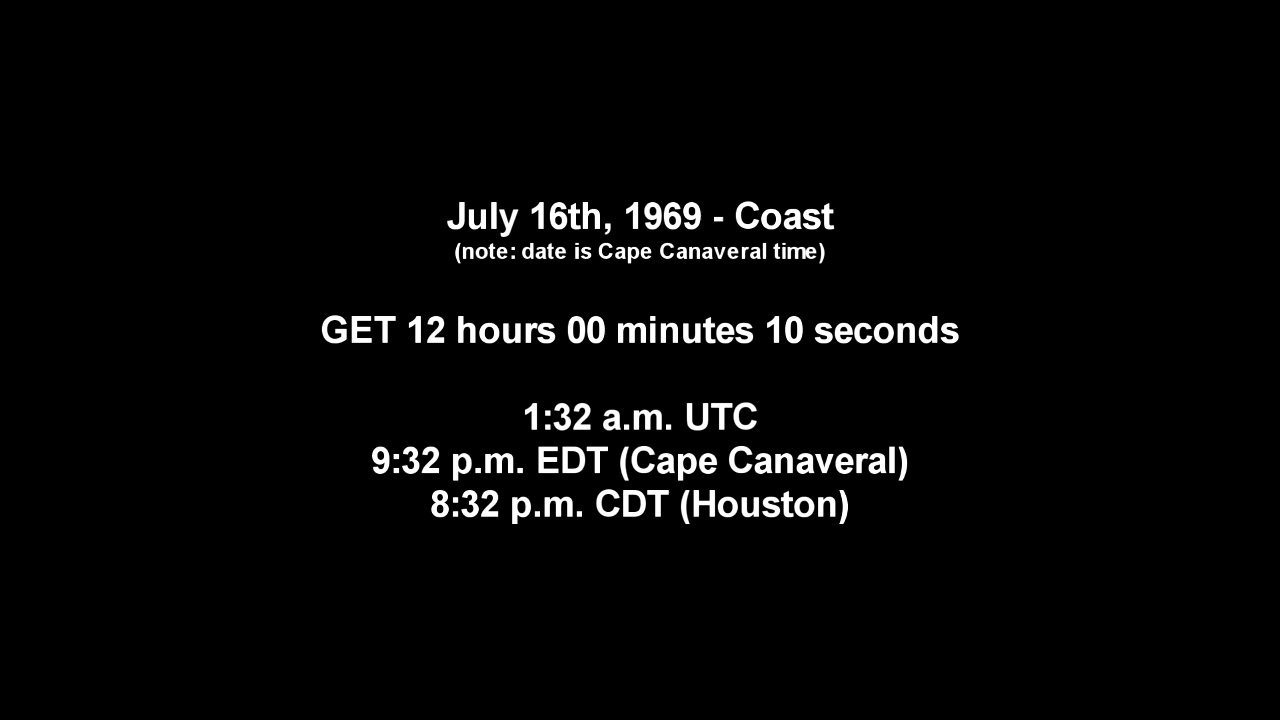 July 16th, 1969 - Coast
(note: date is Cape Canaveral time)
GET 12 hours 00 minutes 10 seconds
1:32 a.m. UTC
9:32 p.m. EDT (Cape Canaveral)
8:32 p.m. CDT (Houston)